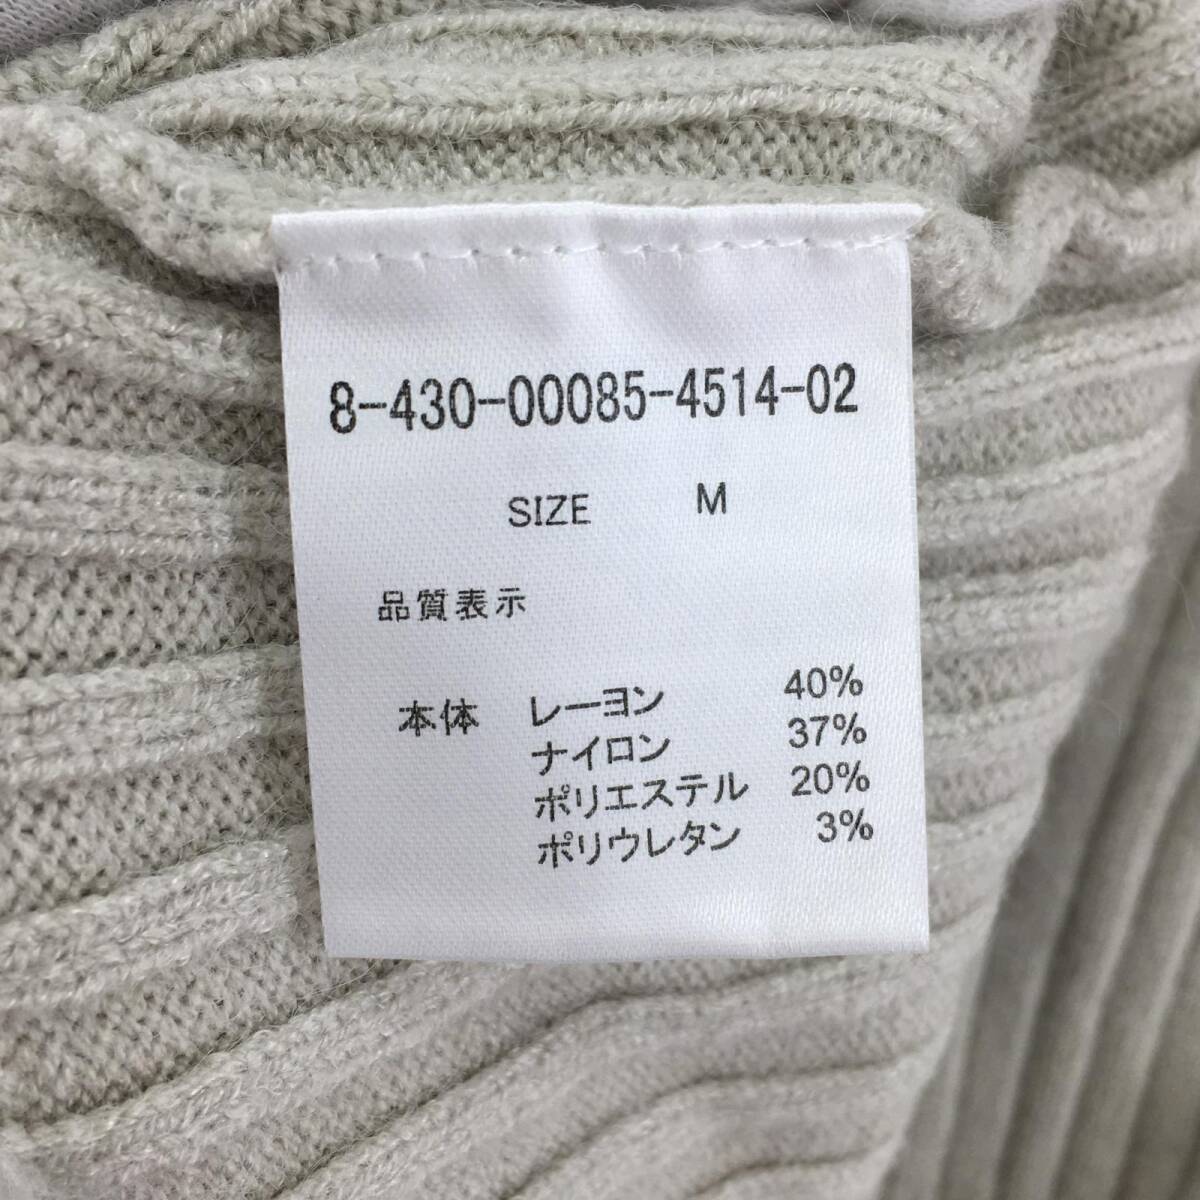 8-430-00085-4514-02
SIZE M
品質表示
本体 レーヨン 40%
ナイロン 37%
ポリエステル 20%
ポリウレタン 3%